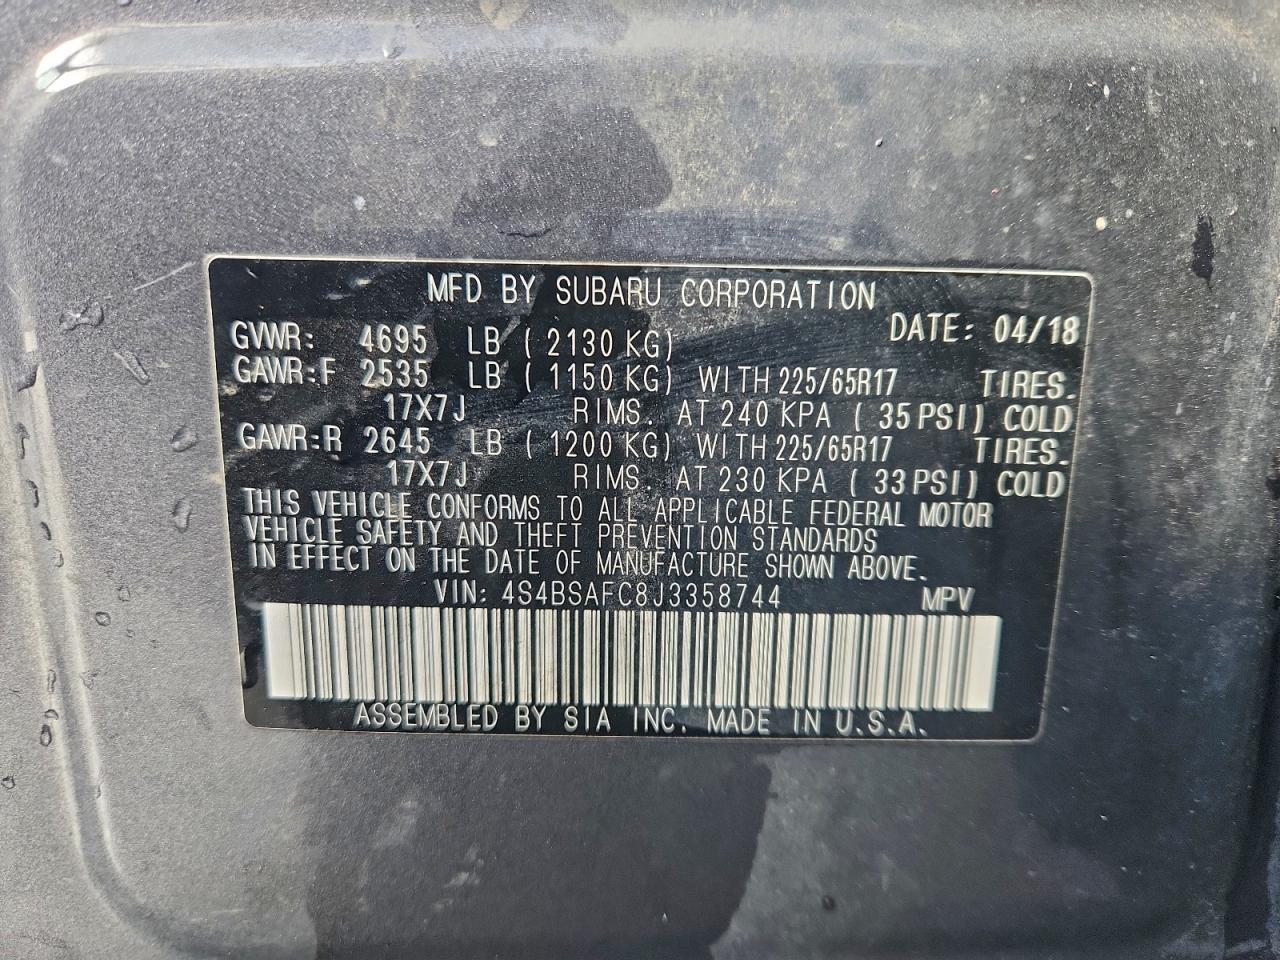 MFD BY SUBARU CORPORATION
DATE: 04/18
GVWR: 4695 LB ( 2130 KG)
GAWR:F 2535 LB ( 1150 KG) WITH 225/65R17 TIRES.
17X7J RIMS. AT 240 KPA ( 35 PSI) COLD
GAWR:R 2645 LB ( 1200 KG) WITH 225/65R17 TIRES.
17X7J RIMS. AT 230 KPA ( 33 PSI) COLD
THIS VEHICLE CONFORMS TO ALL APPLICABLE FEDERAL MOTOR
VEHICLE SAFETY AND THEFT PREVENTION STANDARDS
IN EFFECT ON THE DATE OF MANUFACTURE SHOWN ABOVE.
VIN: 4S4BSAFC8J3358744 MPV
ASSEMBLED BY SIA INC. MADE IN U.S.A.